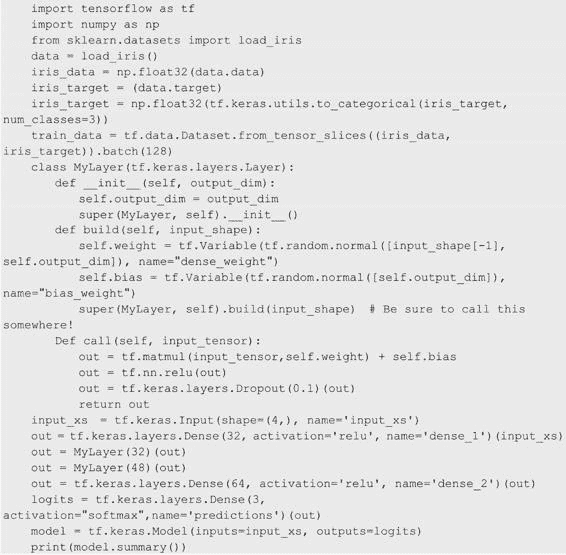 import tensorflow as tf
import numpy as np
from sklearn.datasets import load_iris
data = load_iris()
iris_data = np.float32(data.data)
iris_target = (data.target)
iris_target = np.float32(tf.keras.utils.to_categorical(iris_target,
num_classes=3))
train_data = tf.data.Dataset.from_tensor_slices((iris_data,
iris_target)).batch(128)
class MyLayer(tf.keras.layers.Layer):
def __init__(self, output_dim):
self.output_dim = output_dim
super(MyLayer, self).__init__()
def build(self, input_shape):
self.weight = tf.Variable(tf.random.normal([input_shape[-1],
self.output_dim]), name="dense_weight")
self.bias = tf.Variable(tf.random.normal([self.output_dim]),
name="bias_weight")
super(MyLayer, self).build(input_shape)  # Be sure to call this
somewhere!
Def call(self, input_tensor):
out = tf.matmul(input_tensor,self.weight) + self.bias
out = tf.nn.relu(out)
out = tf.keras.layers.Dropout(0.1)(out)
return out
input_xs  = tf.keras.Input(shape=(4,), name='input_xs')
out = tf.keras.layers.Dense(32, activation='relu', name='dense_1')(input_xs)
out = MyLayer(32)(out)
out = MyLayer(48)(out)
out = tf.keras.layers.Dense(64, activation='relu', name='dense_2')(out)
logits = tf.keras.layers.Dense(3,
activation="softmax",name='predictions')(out)
model = tf.keras.Model(inputs=input_xs, outputs=logits)
print(model.summary())